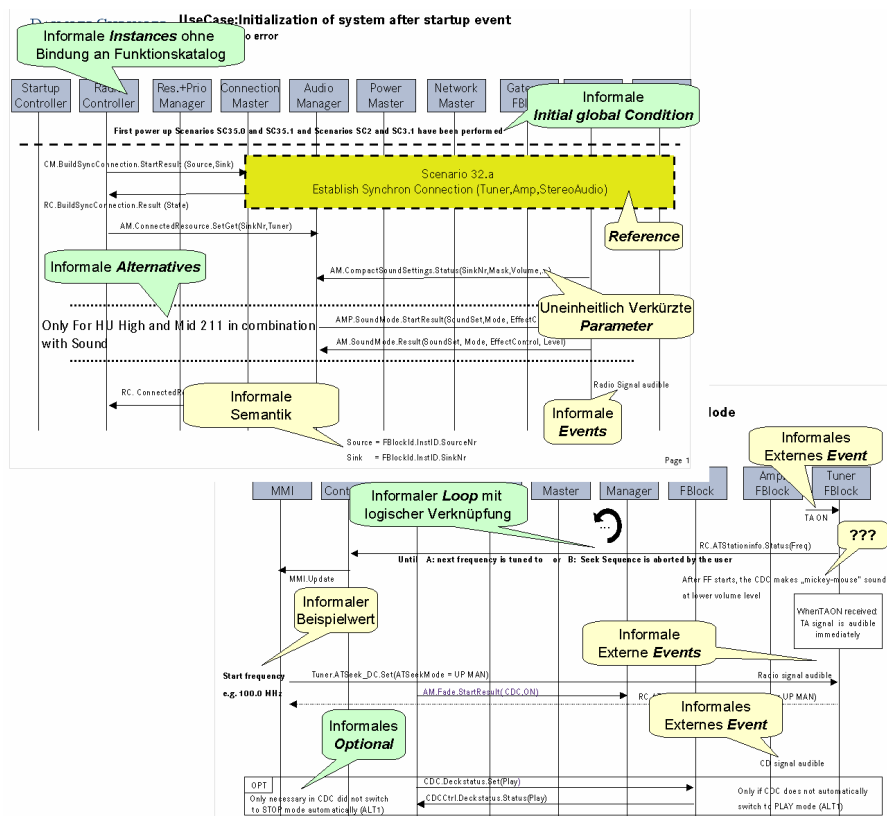 UseCase:Initialization of system after startup event
o error
Informale Instances ohne
Bindung an Funktionskatalog
Startup
Controller
Controller
Res.+Prio
Manager
Connection
Master
Audio
Manager
Power
Master
Network
Master
Informale
Initial global Condition
First power up Scenarios SC35.0 and SC35.1 and Scenarios SC2 and SC3.1 have been performed
CM.BuildSyncConnection.StartResult (Source,Sink)
Scenario 32.a
Establish Synchron Connection (Tuner,Amp,StereoAudio)
RC.BuildSyncConnection.Result (State)
AM.ConnectedResource.SetGet(SinkNr,Tuner)
Reference
Informale Alternatives
AM.CompactSoundSettings.Status(SinkNr,Mask,Volume,
Uneinheitlich Verkürzte
Parameter
Only For HU High and Mid 211 in combination
with Sound
AMP.SoundMode.StartResult(SoundSet,Mode, EffectC
AM.SoundMode.Result(SoundSet, Mode, EffectControl, Level)
Radio Signal audible
RC.
Informale
Semantik
Informale
Events
Source = FBlockId.InstID.SourceNr
Sink = FBlockId.InstID.SinkNr
Page 1
Mode
Informales
Externes Event
MMI
Cont
Informaler Loop mit
logischer Verknüpfung
Master
Manager
FBlock
FBlock
Tuner
FBlock
TA ON
...
???
RC.ATStationinfo.Status(Freq)
Until A: next frequency is tuned to or B: Seek Sequence is aborted by the user
MMI.Update
After FF starts, the CDC makes „mickey-mouse" sound
at lower volume level
Informaler
Beispielwert
WhenTAON received:
TA signal is audible
immediately
Informale
Externe Events
Start frequency
e.g. 100.0 MHz
Tuner.ATSeek_DC.Set(ATSeekMode = UP MAN)
Radio signal audible
AM.Fade.StartResult( CDC,ON)
UP MAN)
Informales
Externes Event
Informales
Optional
CD signal audible
OPT
Only necessary in CDC did not switch
to STOP mode automatically (ALT1)
CDC.Deckstatus.Set(Play)
CDCCtrl.Deckstatus.Status(Play)
Only if CDC does not automatically
switch to PLAY mode (ALT1)